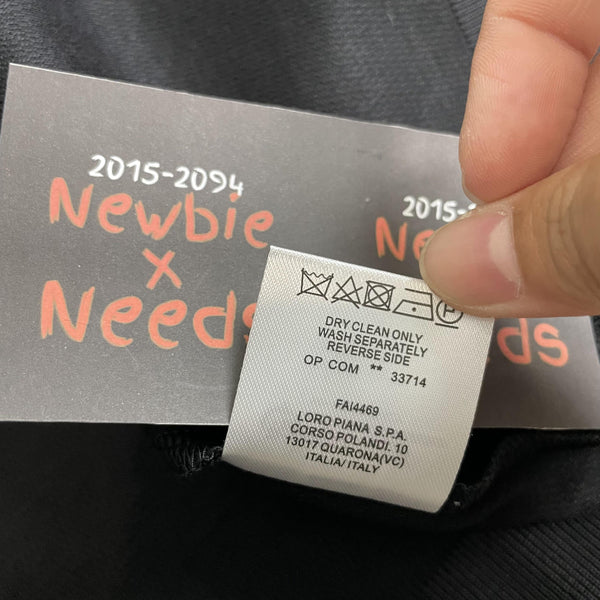 2015-2094
Newbie
x
Needs
2015-
Ne
ds
P
DRY CLEAN ONLY
WASH SEPARATELY
REVERSE SIDE
OP COM ** 33714
FAI4469
LORO PIANA S.P.A.
CORSO POLANDI. 10
13017 QUARONA(VC)
ITALIA/ITALY